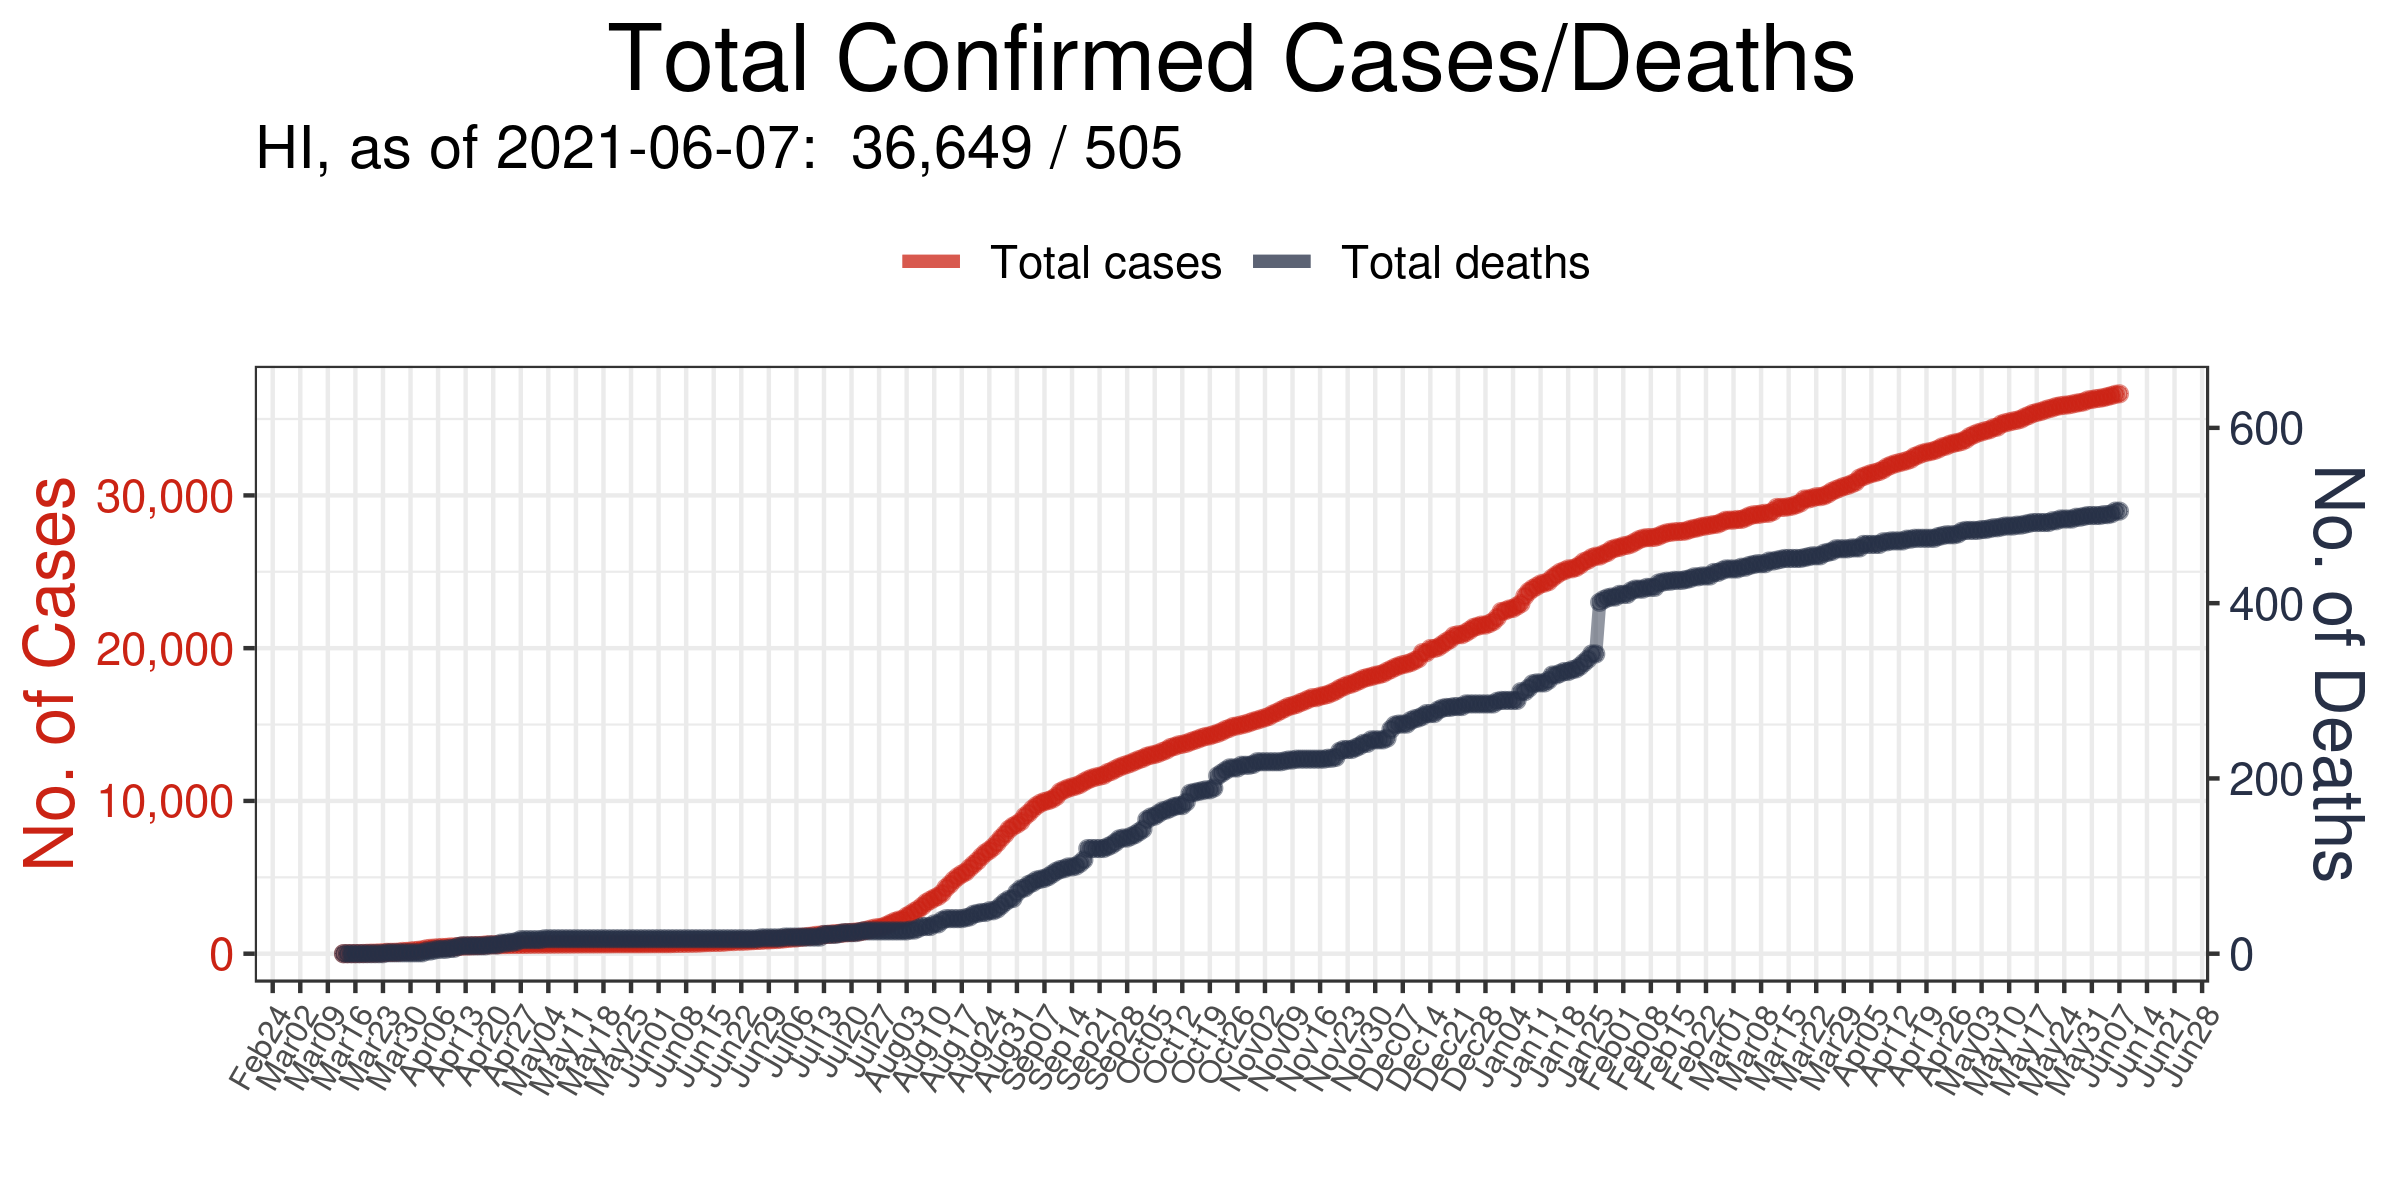 Total Confirmed Cases/Deaths
HI, as of 2021-06-07:  36,649 / 505
Total cases
Total deaths
No. of Cases
30,000
20,000
10,000
0
600
400
200
0
No. of Deaths
Feb24
Mar02
Mar09
Mar16
Mar23
Mar30
Apr06
Apr13
Apr20
Apr27
May04
May11
May18
May25
Jun01
Jun08
Jun15
Jun22
Jun29
Jul06
Jul13
Jul20
Jul27
Aug03
Aug10
Aug17
Aug24
Aug31
Sep07
Sep14
Sep21
Sep28
Oct05
Oct12
Oct19
Oct26
Nov02
Nov09
Nov16
Nov23
Nov30
Dec07
Dec14
Dec21
Dec28
Jan04
Jan11
Jan18
Jan25
Feb01
Feb08
Feb15
Feb22
Mar01
Mar08
Mar15
Mar22
Mar29
Apr05
Apr12
Apr19
Apr26
May03
May10
May17
May24
May31
Jun07
Jun14
Jun21
Jun28